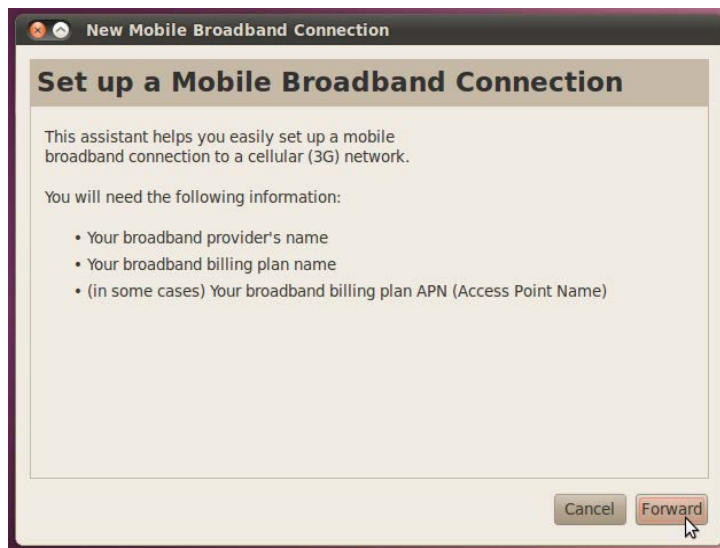 New Mobile Broadband Connection
Set up a Mobile Broadband Connection
This assistant helps you easily set up a mobile
broadband connection to a cellular (3G) network.
You will need the following information:
• Your broadband provider's name
• Your broadband billing plan name
• (in some cases) Your broadband billing plan APN (Access Point Name)
Cancel Forward